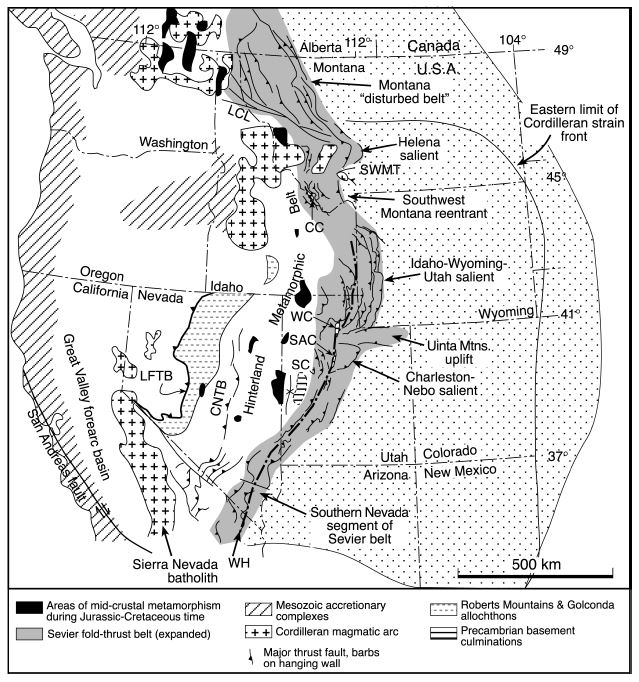 112°
Alberta
112°
Canada
104°
49°
Montana
U.S.A.
Montana
"disturbed belt"
Eastern limit of
Cordilleran strain
front
LCL
Washington
Helena
salient
SWMT
45°
Southwest
Montana reentrant
Belt
CC
Idaho-Wyoming-
Utah salient
Metamorphic
Oregon
California
Nevada
Idaho
WC
Wyoming
41°
SAC
Uinta Mtns.
uplift
SC
Charleston-
Nebo salient
LFTB
CNTB
Hinterland
Great Valley forearc basin
San Andreas fault
Utah
Colorado
37°
Arizona
New Mexico
Southern Nevada
segment of
Sevier belt
Sierra Nevada
batholith
WH
500 km
Areas of mid-crustal metamorphism
during Jurassic-Cretaceous time
Sevier fold-thrust belt (expanded)
Mesozoic accretionary
complexes
Cordilleran magmatic arc
Major thrust fault, barbs
on hanging wall
Roberts Mountains & Golconda
allochthons
Precambrian basement
culminations